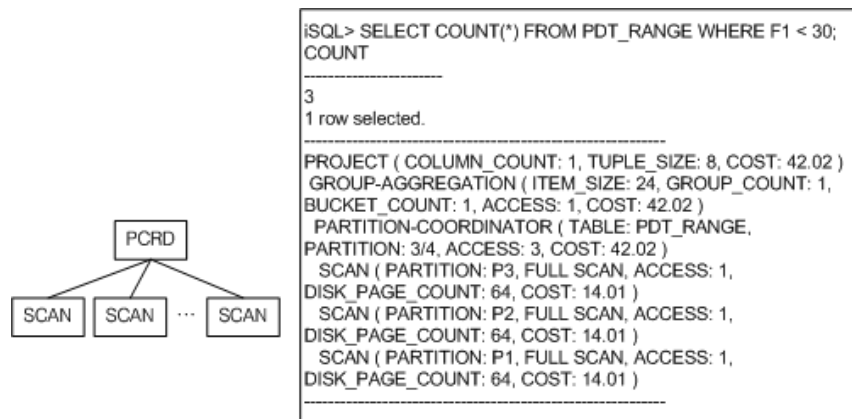 PCRD
SCAN
SCAN
...
SCAN
iSQL> SELECT COUNT(*) FROM PDT_RANGE WHERE F1 < 30;
COUNT
------------------------
3
1 row selected.
----------------------------------------------------------------
PROJECT ( COLUMN_COUNT: 1, TUPLE_SIZE: 8, COST: 42.02 )
GROUP-AGGREGATION ( ITEM_SIZE: 24, GROUP_COUNT: 1,
BUCKET_COUNT: 1, ACCESS: 1, COST: 42.02 )
PARTITION-COORDINATOR ( TABLE: PDT_RANGE,
PARTITION: 3/4, ACCESS: 3, COST: 42.02 )
SCAN ( PARTITION: P3, FULL SCAN, ACCESS: 1,
DISK_PAGE_COUNT: 64, COST: 14.01 )
SCAN ( PARTITION: P2, FULL SCAN, ACCESS: 1,
DISK_PAGE_COUNT: 64, COST: 14.01 )
SCAN ( PARTITION: P1, FULL SCAN, ACCESS: 1,
DISK_PAGE_COUNT: 64, COST: 14.01 )
----------------------------------------------------------------